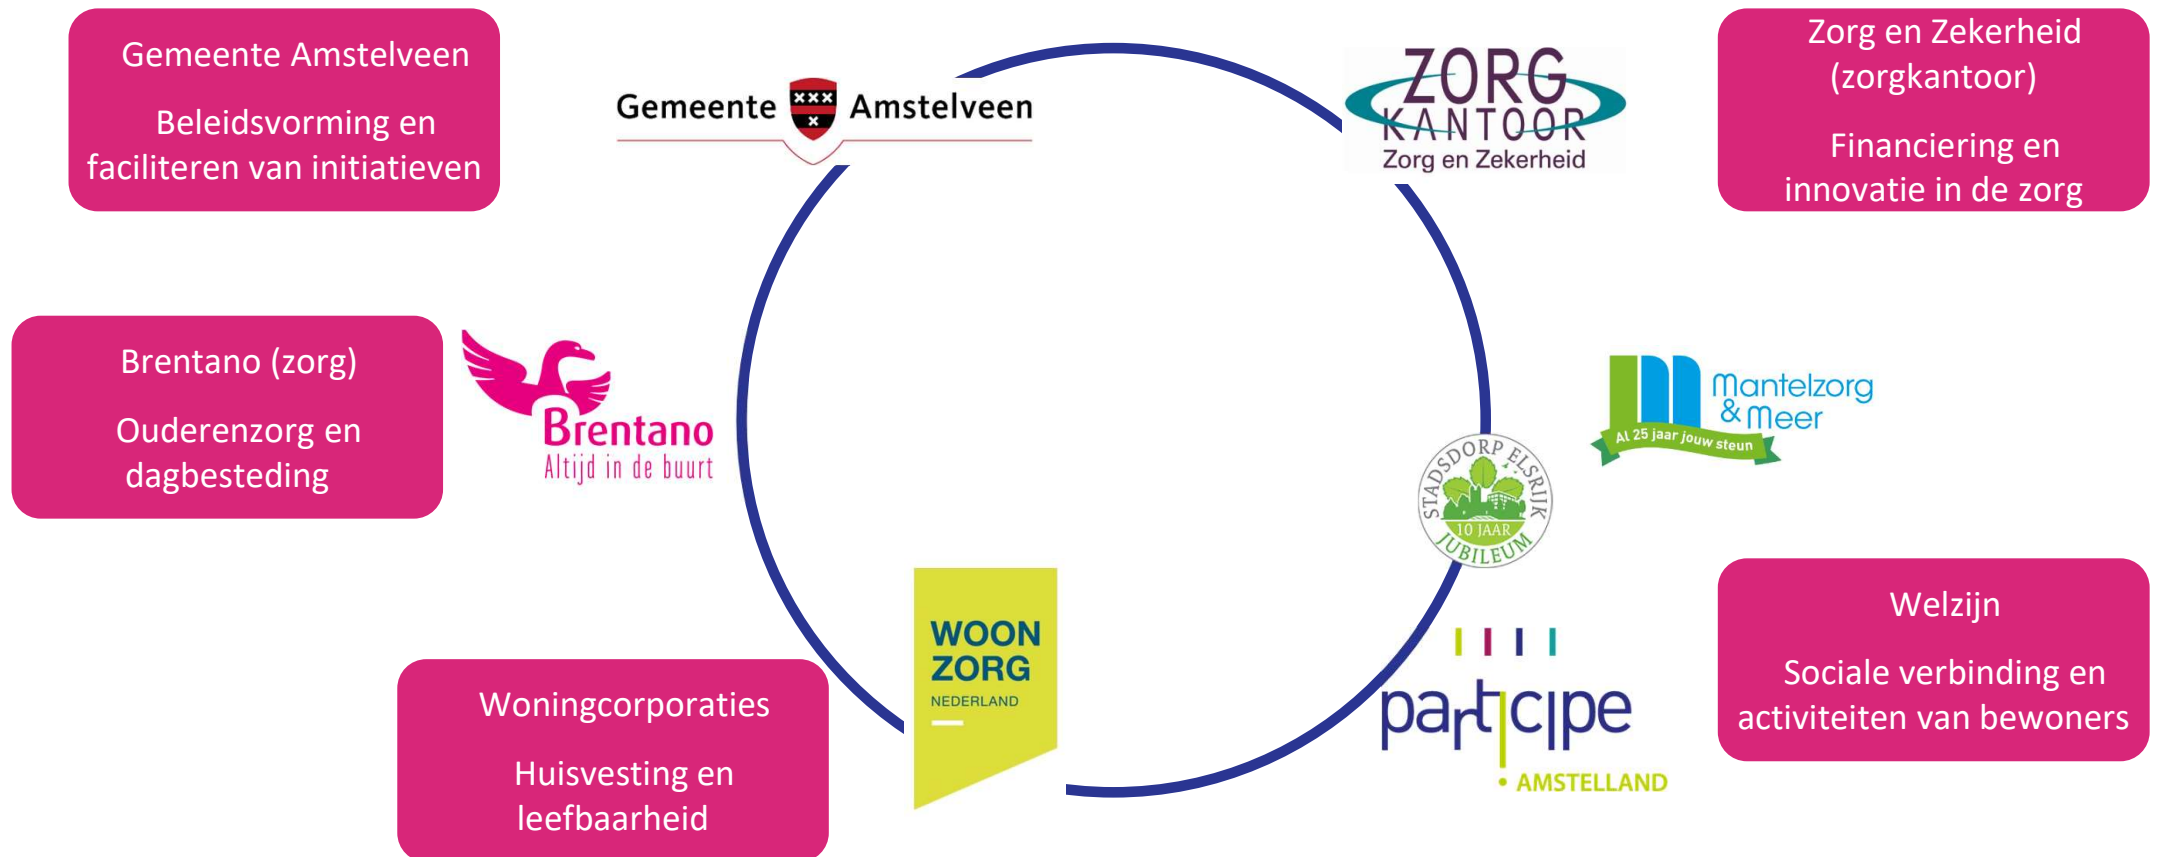 Gemeente Amstelveen
Beleidsvorming en
faciliteren van initiatieven
Gemeente Amstelveen
ZORG
KANTOOR
Zorg en Zekerheid
Zorg en Zekerheid
(zorgkantoor)
Financiering en
innovatie in de zorg
Brentano (zorg)
Ouderenzorg en
dagbesteding
Brentano
Altijd in de buurt
mantelzorg
& meer
Al 25 jaar jouw steun
STADSDORP ELSRIJK
10 JAAR
JUBILEUM
WOON
ZORG
NEDERLAND
participe
AMSTELLAND
Welzijn
Sociale verbinding en
activiteiten van bewoners
Woningcorporaties
Huisvesting en
leefbaarheid